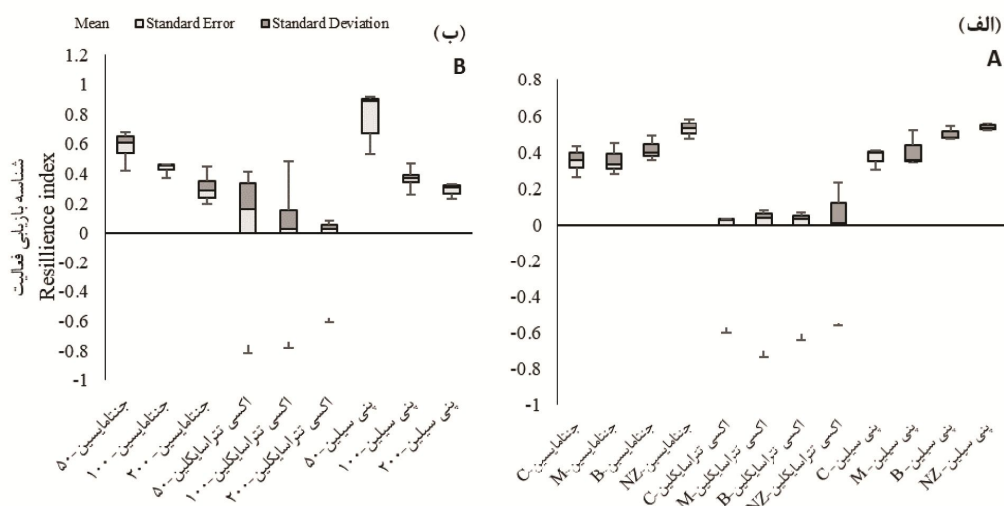 Mean Standard Error Standard Deviation
(ب)
B
1.2
1
0.8
0.6
0.4
0.2
0
-0.2
-0.4
-0.6
-0.8
-1
شناسه بازیابی فعالیت
Resillience index
جنتامایسین-۵۰
جنتامایسین-۱۰۰
جنتامایسین-۲۰۰
اکسی تتراسایکلین-۵۰
اکسی تتراسایکلین-۱۰۰
اکسی تتراسایکلین-۲۰۰
پنی سیلین-۵۰
پنی سیلین-۱۰۰
پنی سیلین-۲۰۰
(الف)
A
0.8
0.6
0.4
0.2
0
-0.2
-0.4
-0.6
-0.8
-1
جنتامایسین-C
جنتامایسین-M
جنتامایسین-B
جنتامایسین-NZ
اکسی تتراسایکلین-C
اکسی تتراسایکلین-M
اکسی تتراسایکلین-B
اکسی تتراسایکلین-NZ
پنی سیلین-C
پنی سیلین - M
پنی سیلین - B
پنی سیلین - NZ